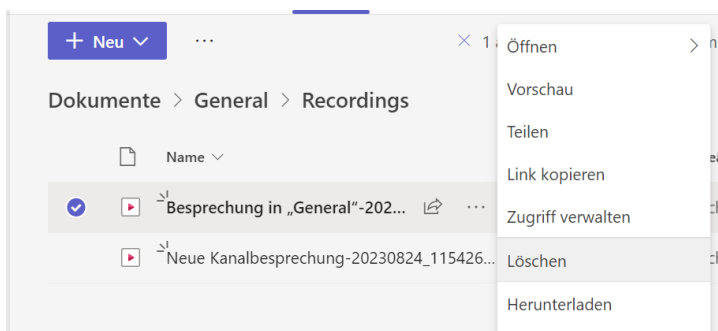 + Neu
...
× 1
Dokumente > General > Recordings
Name
Besprechung in „General“-202...
Neue Kanalbesprechung-20230824_115426...
Öffnen
Vorschau
Teilen
Link kopieren
Zugriff verwalten
Löschen
Herunterladen